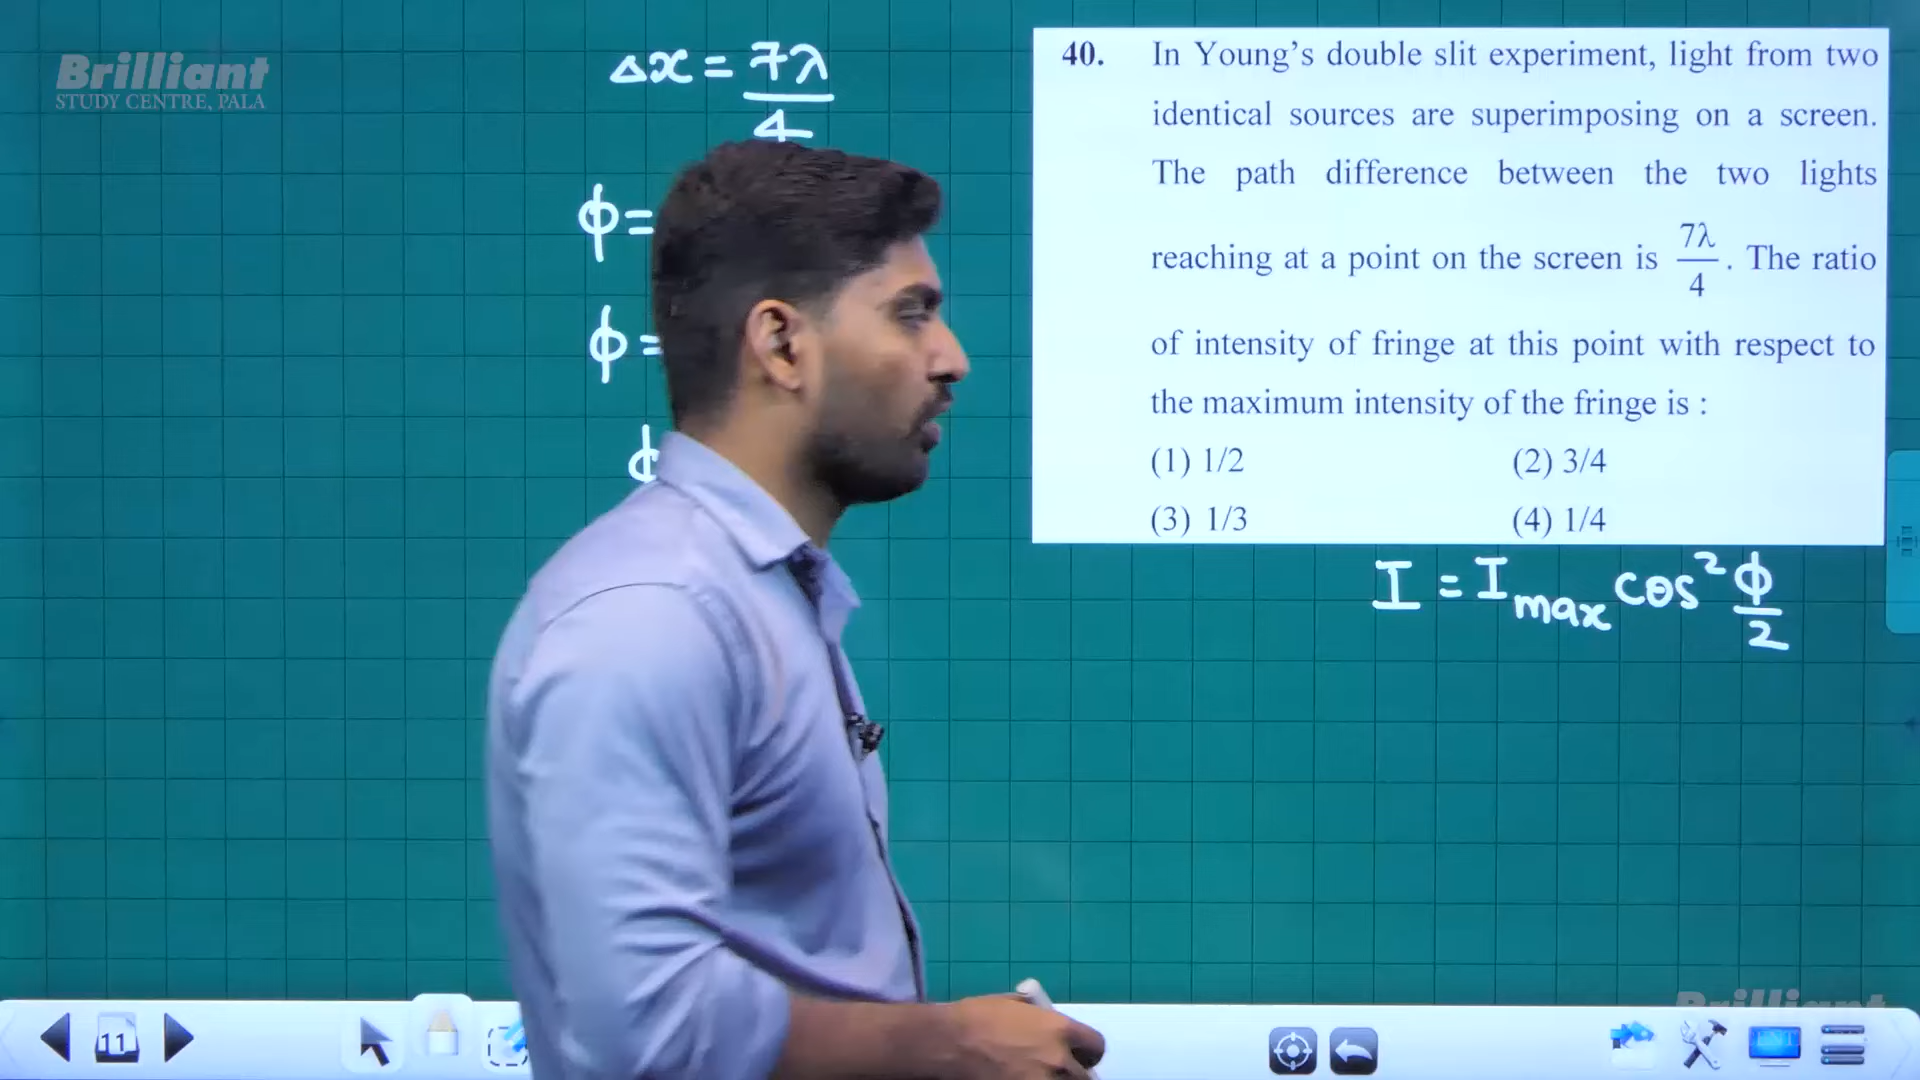 Brilliant
STUDY CENTRE, PALA
Δx = 7λ/4
ϕ=
ϕ=
40. In Young's double slit experiment, light from two
identical sources are superimposing on a screen.
The path difference between the two lights
reaching at a point on the screen is 7λ/4. The ratio
of intensity of fringe at this point with respect to
the maximum intensity of the fringe is :
(1) 1/2 (2) 3/4
(3) 1/3 (4) 1/4
I = Imax cos² ϕ/2
11